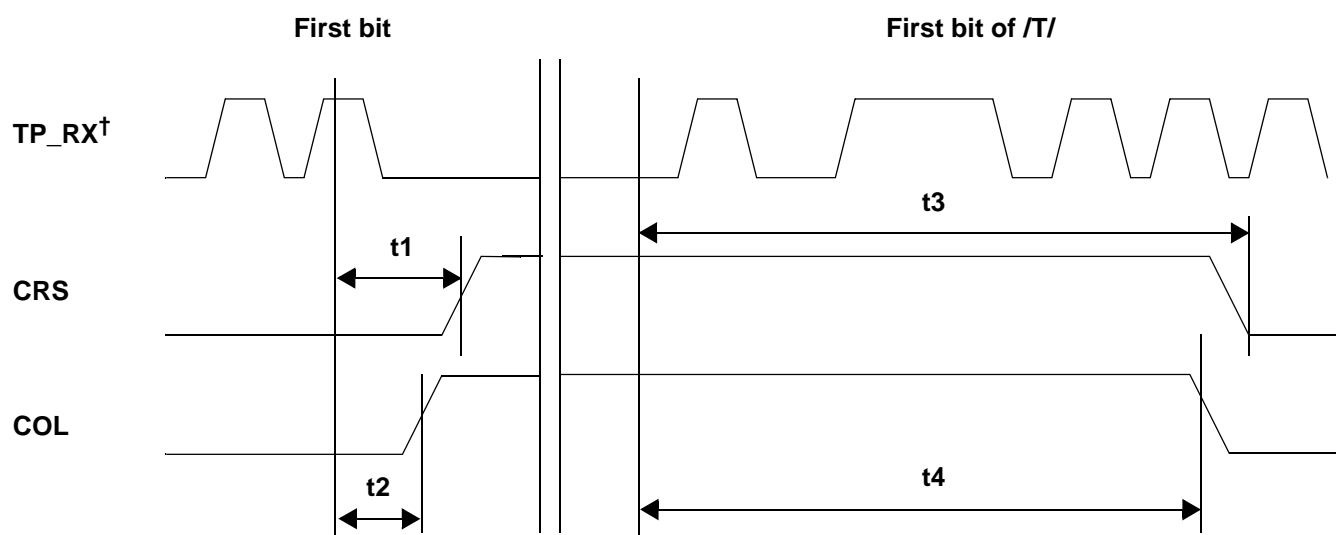 First bit
First bit of /T/
TP_RX†
t3
t1
CRS
COL
t2
t4